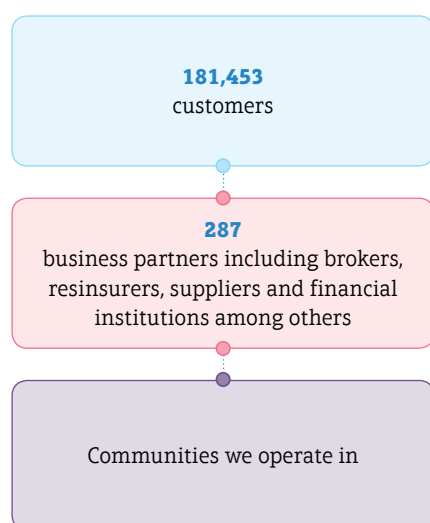 181,453
customers
287
business partners including brokers,
resinsurers, suppliers and financial
institutions among others
Communities we operate in